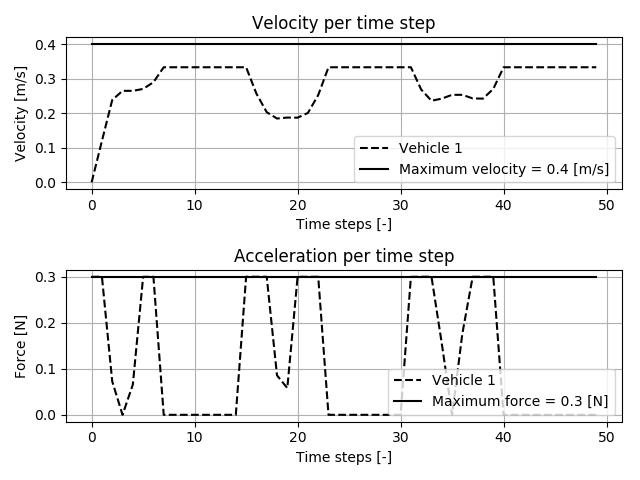 Velocity per time step
0.4
0.3
0.2
0.1
0.0
Velocity [m/s]
Vehicle 1
Maximum velocity = 0.4 [m/s]
0 10 20 30 40 50
Time steps [-]
Acceleration per time step
0.3
0.2
0.1
0.0
Force [N]
Vehicle 1
Maximum force = 0.3 [N]
0 10 20 30 40 50
Time steps [-]